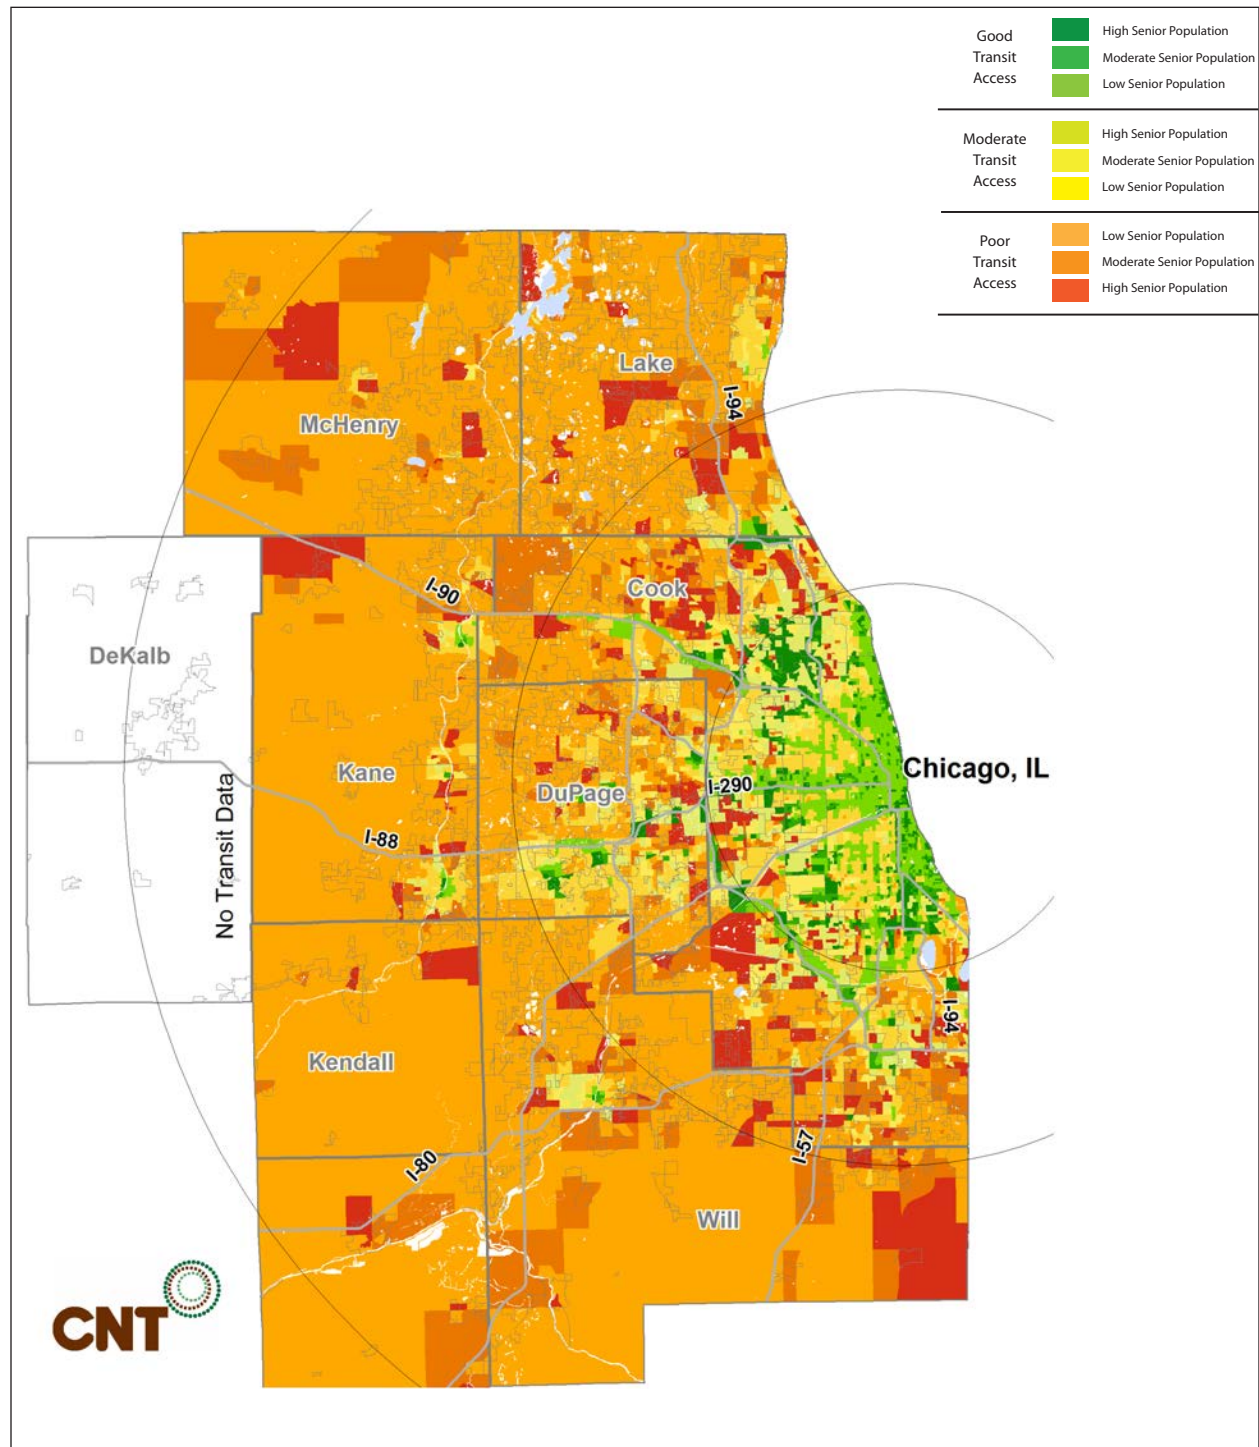 Good
Transit
Access
High Senior Population
Moderate Senior Population
Low Senior Population
Moderate
Transit
Access
High Senior Population
Moderate Senior Population
Low Senior Population
Poor
Transit
Access
Low Senior Population
Moderate Senior Population
High Senior Population
Lake
I-94
McHenry
I-90
Cook
DeKalb
Kane
No Transit Data
DuPage
I-290
Chicago, IL
I-88
I-94
Kendall
I-80
I-57
Will
CNT